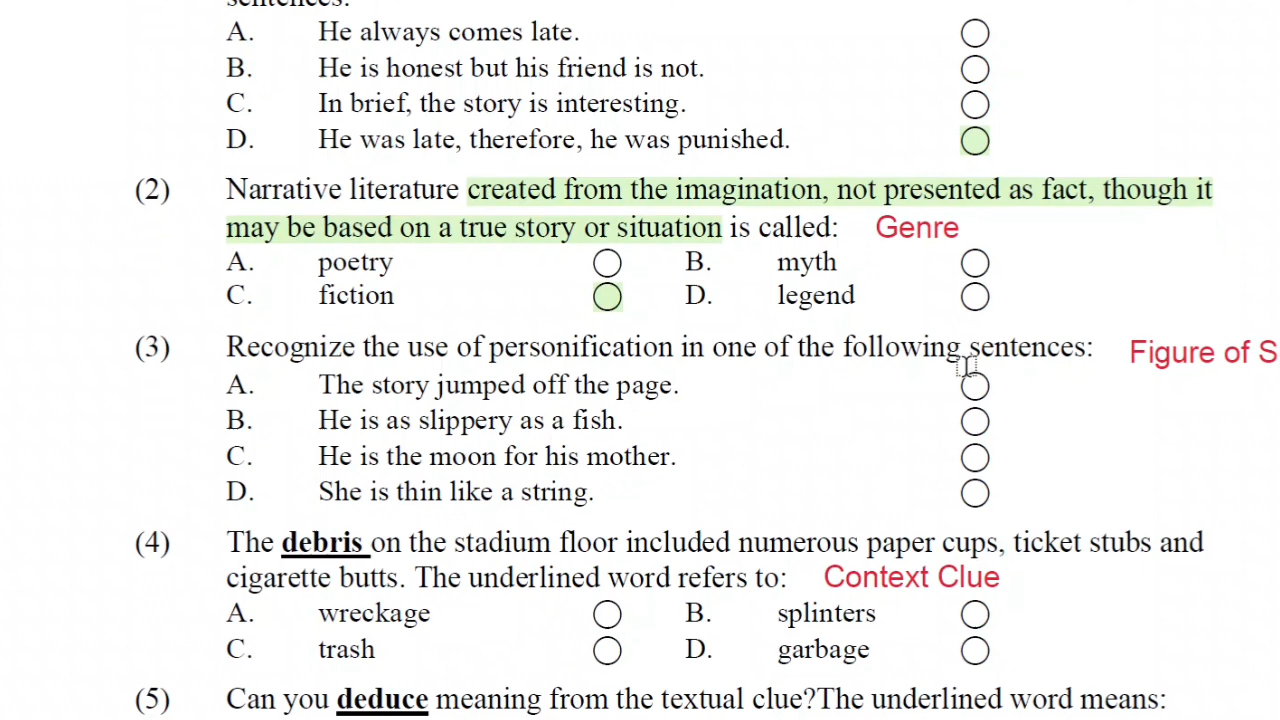 sentences:
A. He always comes late.
B. He is honest but his friend is not.
C. In brief, the story is interesting.
D. He was late, therefore, he was punished.
(2) Narrative literature created from the imagination, not presented as fact, though it
may be based on a true story or situation is called: Genre
A. poetry B. myth
C. fiction D. legend
(3) Recognize the use of personification in one of the following sentences: Figure of S
A. The story jumped off the page.
B. He is as slippery as a fish.
C. He is the moon for his mother.
D. She is thin like a string.
(4) The debris on the stadium floor included numerous paper cups, ticket stubs and
cigarette butts. The underlined word refers to: Context Clue
A. wreckage B. splinters
C. trash D. garbage
(5) Can you deduce meaning from the textual clue?The underlined word means: